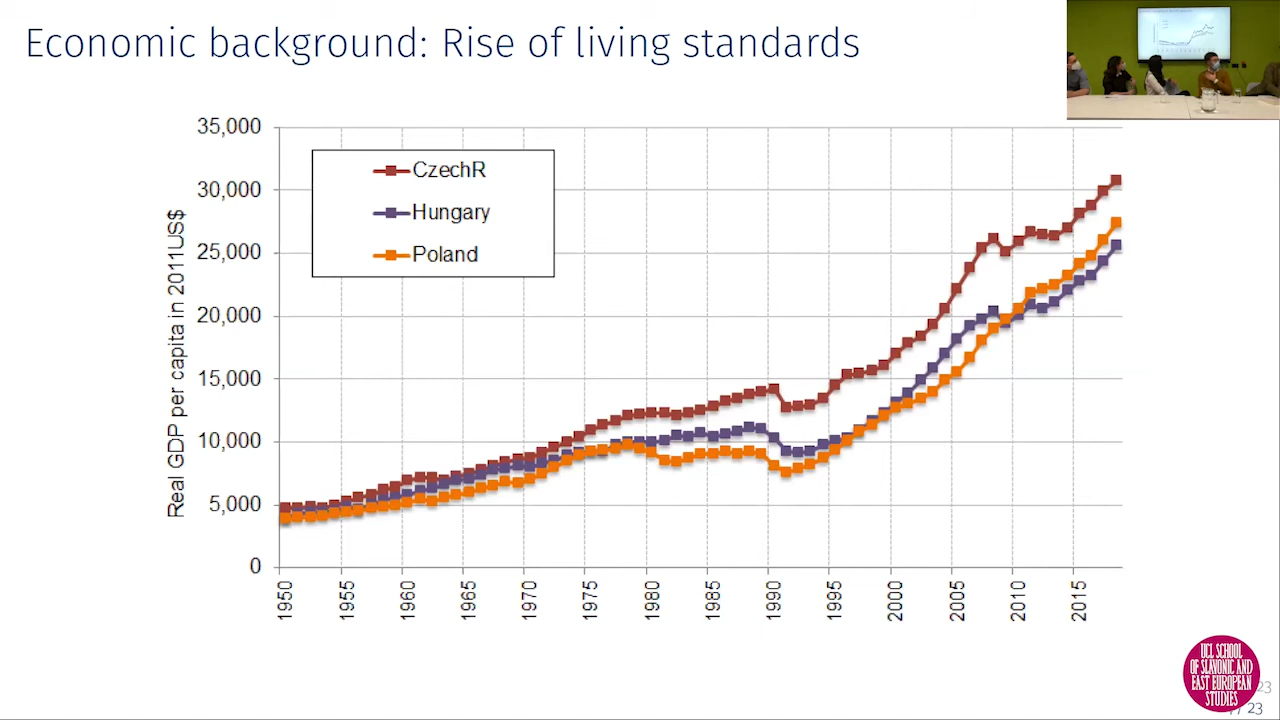 Economic background: Rise of living standards
35,000
30,000
25,000
20,000
15,000
10,000
5,000
0
Real GDP per capita in 2011US$
CzechR
Hungary
Poland
1950
1955
1960
1965
1970
1975
1980
1985
1990
1995
2000
2005
2010
2015
UCL SCHOOL
OF SLAVONIC AND
EAST EUROPEAN
STUDIES
23
/ 23